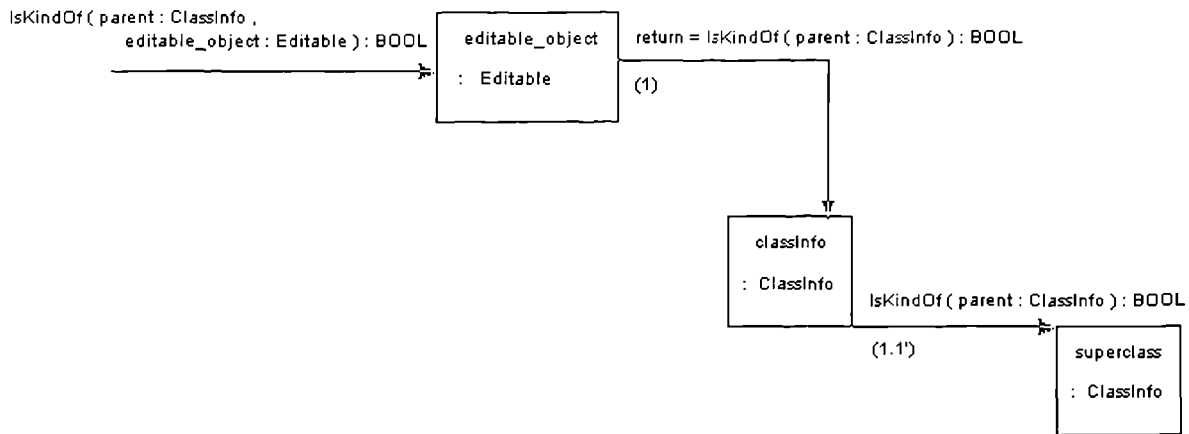 IsKindOf ( parent : ClassInfo ,
editable_object : Editable ) : BOOL
editable_object
: Editable
return = IsKindOf ( parent : ClassInfo ) : BOOL
(1)
classInfo
: ClassInfo
IsKindOf ( parent : ClassInfo ) : BOOL
(1.1')
superclass
: ClassInfo